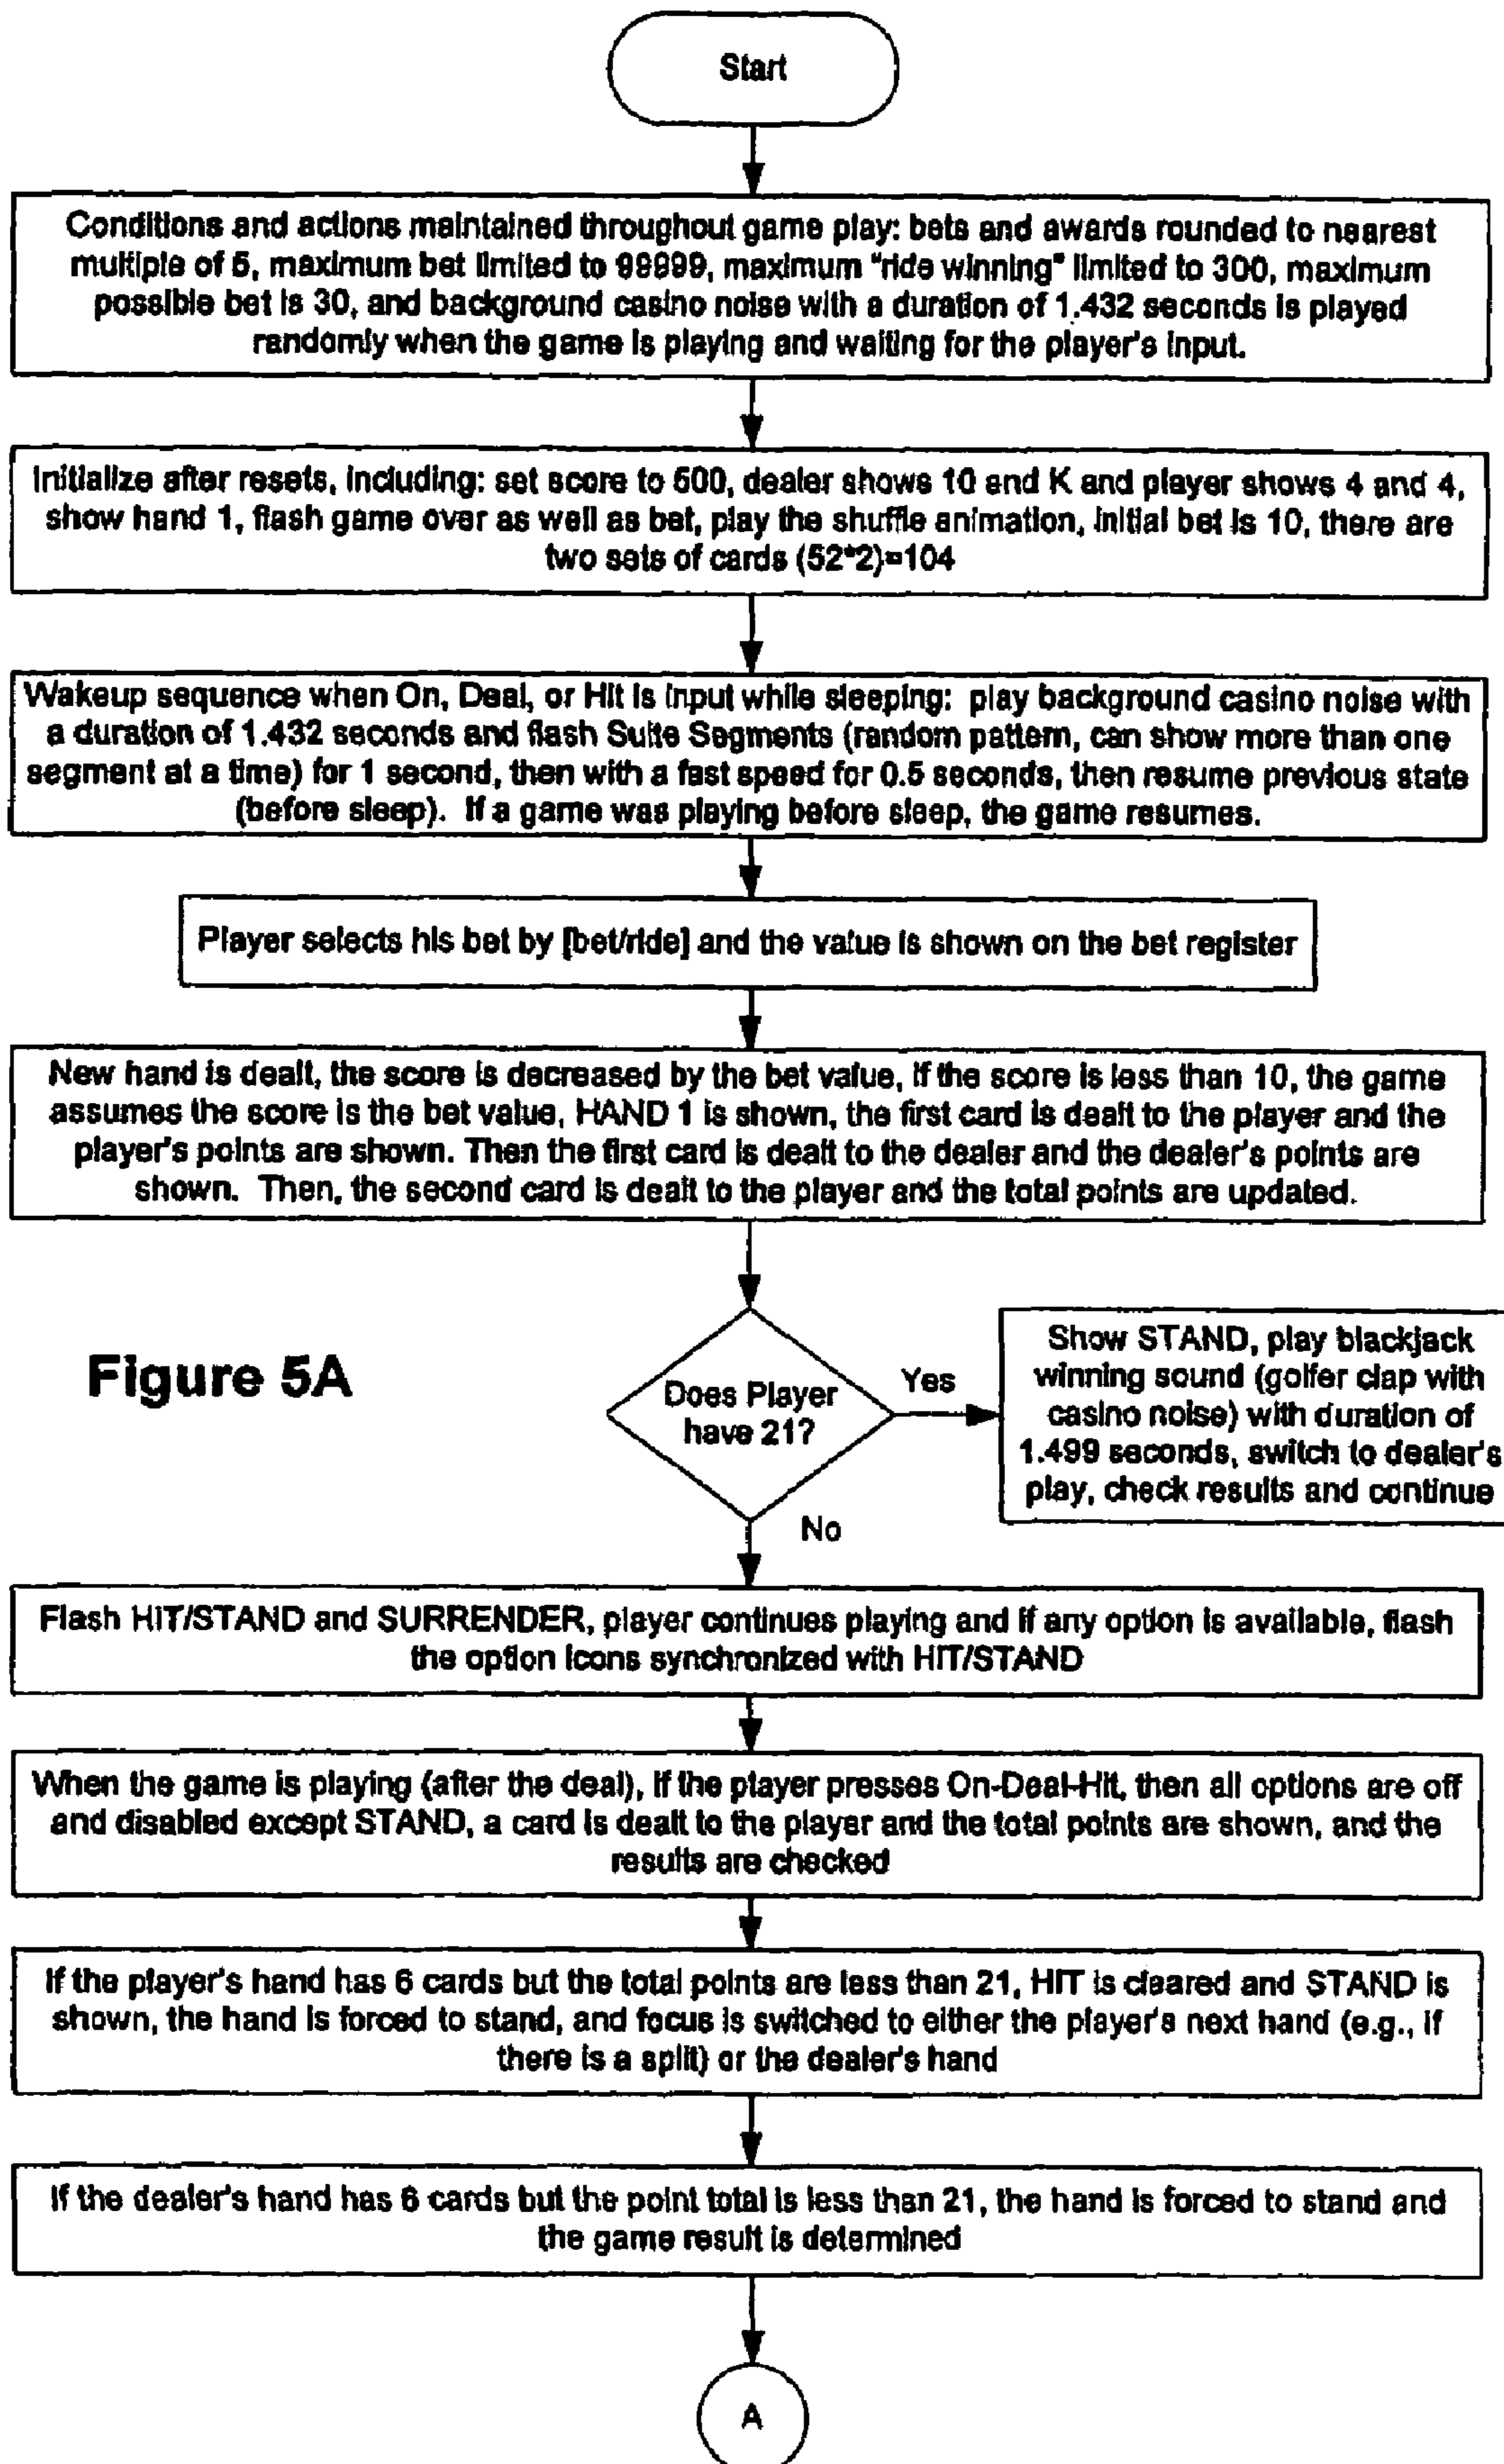 Start
Conditions and actions maintained throughout game play: bets and awards rounded to nearest
multiple of 5, maximum bet limited to 99999, maximum "ride winning" limited to 300, maximum
possible bet is 30, and background casino noise with a duration of 1.432 seconds is played
randomly when the game is playing and waiting for the player's input.
Initialize after resets, including: set score to 500, dealer shows 10 and K and player shows 4 and 4,
show hand 1, flash game over as well as bet, play the shuffle animation, initial bet is 10, there are
two sets of cards (52*2)=104
Wakeup sequence when On, Deal, or Hit is input while sleeping: play background casino noise with
a duration of 1.432 seconds and flash Suite Segments (random pattern, can show more than one
segment at a time) for 1 second, then with a fast speed for 0.5 seconds, then resume previous state
(before sleep). If a game was playing before sleep, the game resumes.
Player selects his bet by [bet/ride] and the value is shown on the bet register
New hand is dealt, the score is decreased by the bet value, if the score is less than 10, the game
assumes the score is the bet value, HAND 1 is shown, the first card is dealt to the player and the
player's points are shown. Then the first card is dealt to the dealer and the dealer's points are
shown. Then, the second card is dealt to the player and the total points are updated.
Figure 5A
Does Player
have 21?
Yes
Show STAND, play blackjack
winning sound (golfer clap with
casino noise) with duration of
1.499 seconds, switch to dealer's
play, check results and continue
No
Flash HIT/STAND and SURRENDER, player continues playing and if any option is available, flash
the option icons synchronized with HIT/STAND
When the game is playing (after the deal), if the player presses On-Deal-Hit, then all options are off
and disabled except STAND, a card is dealt to the player and the total points are shown, and the
results are checked
If the player's hand has 6 cards but the total points are less than 21, HIT is cleared and STAND is
shown, the hand is forced to stand, and focus is switched to either the player's next hand (e.g., if
there is a split) or the dealer's hand
If the dealer's hand has 6 cards but the point total is less than 21, the hand is forced to stand and
the game result is determined
A